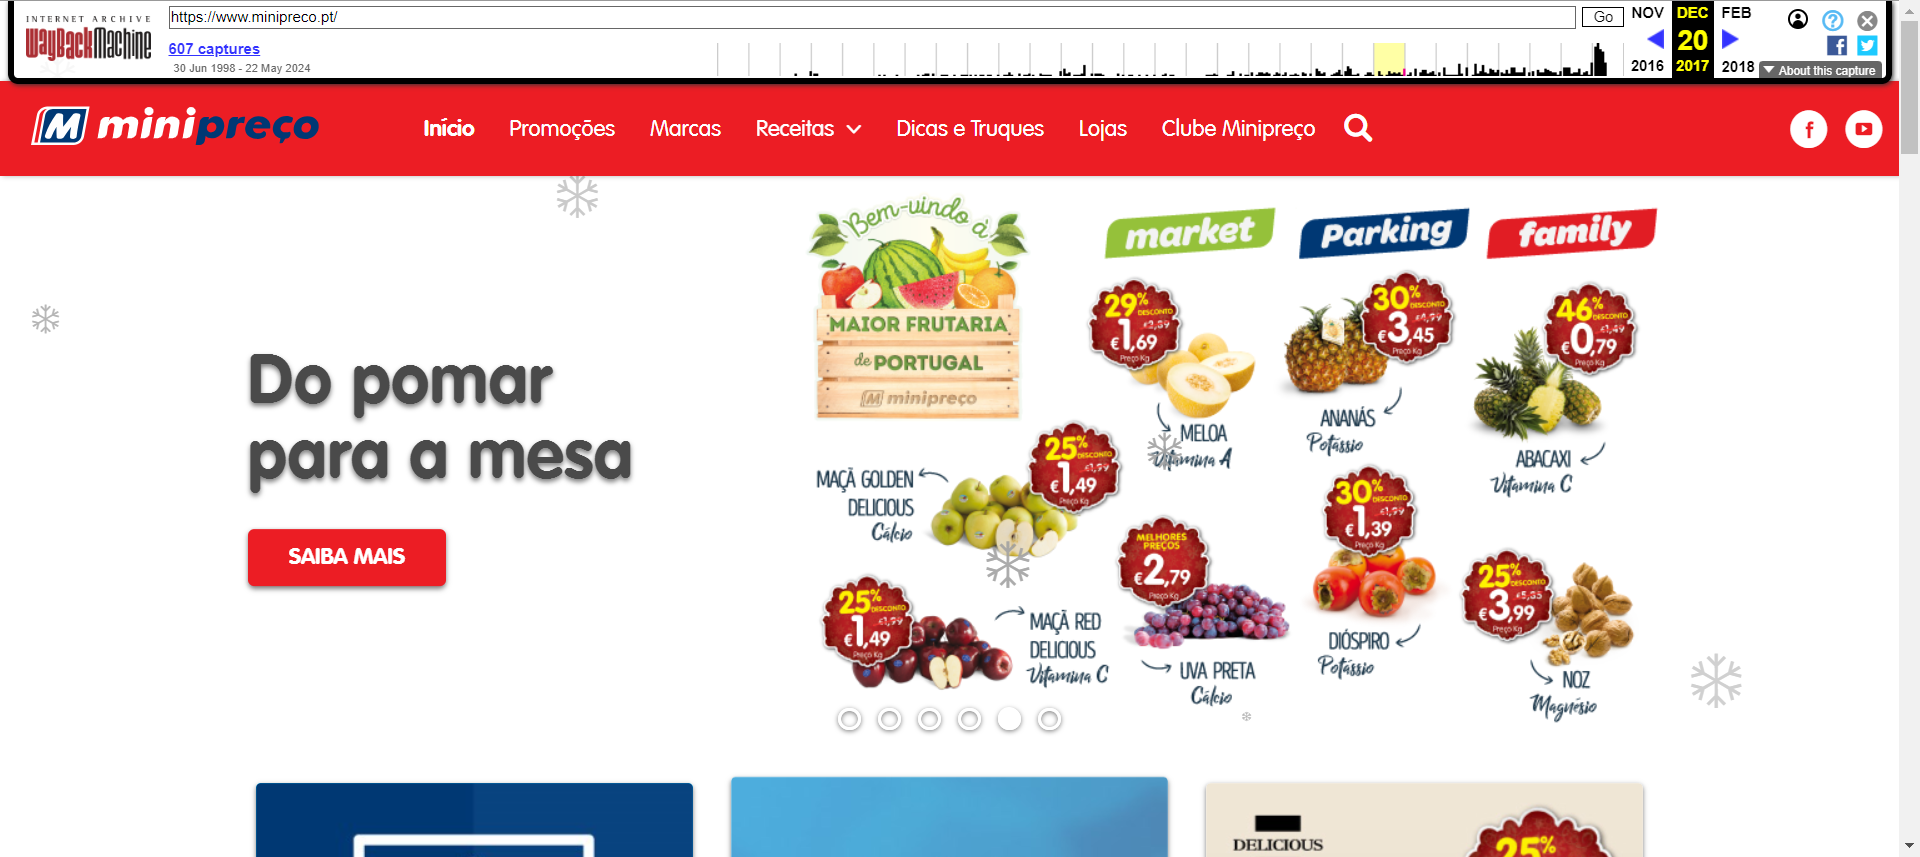 INTERNET ARCHIVE
WayBackMachine
https://www.minipreco.pt/
Go
607 captures
30 Jun 1998 - 22 May 2024
NOV
DEC
FEB
20
2016
2017
2018
About this capture
minipreço
Início
Promoções
Marcas
Receitas
Dicas e Truques
Lojas
Clube Minipreço
Do pomar
para a mesa
SAIBA MAIS
Bem-vindo à
MAIOR FRUTARIA
de PORTUGAL
minipreço
market
Parking
family
29%
DESCONTO
€2,39
€1,69
Preço Kg
MELOA
Vitamina A
30%
DESCONTO
€4,99
€3,45
Preço Kg
ANANÁS
Potássio
46%
DESCONTO
€1,49
€0,79
Preço Kg
ABACAXI
Vitamina C
25%
DESCONTO
€1,99
€1,49
Preço Kg
MAÇÃ GOLDEN
DELICIOUS
Cálcio
30%
DESCONTO
€1,99
€1,39
Preço Kg
DIÓSPIRO
Potássio
MELHORES
PREÇOS
€2,79
Preço Kg
UVA PRETA
Cálcio
25%
DESCONTO
€5,35
€3,99
Preço Kg
NOZ
Magnésio
25%
DESCONTO
€1,99
€1,49
Preço Kg
MAÇÃ RED
DELICIOUS
Vitamina C
DELICIOUS
25%